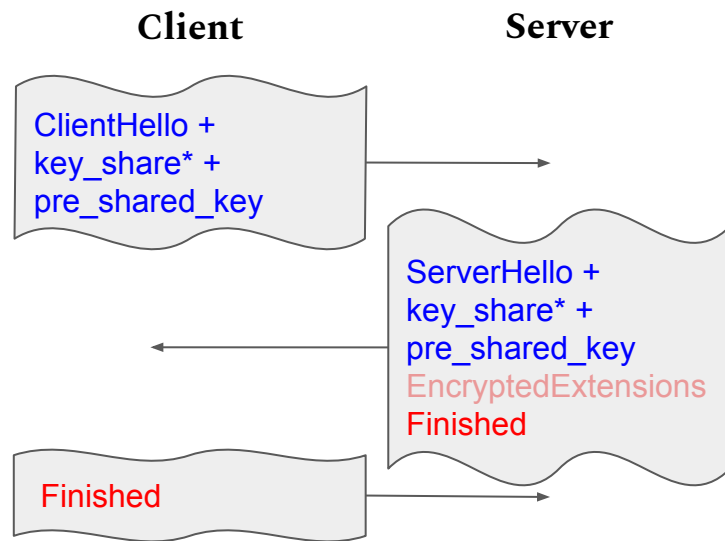 Client
Server
ClientHello +
key_share* +
pre_shared_key
ServerHello +
key_share* +
pre_shared_key
EncryptedExtensions
Finished
Finished